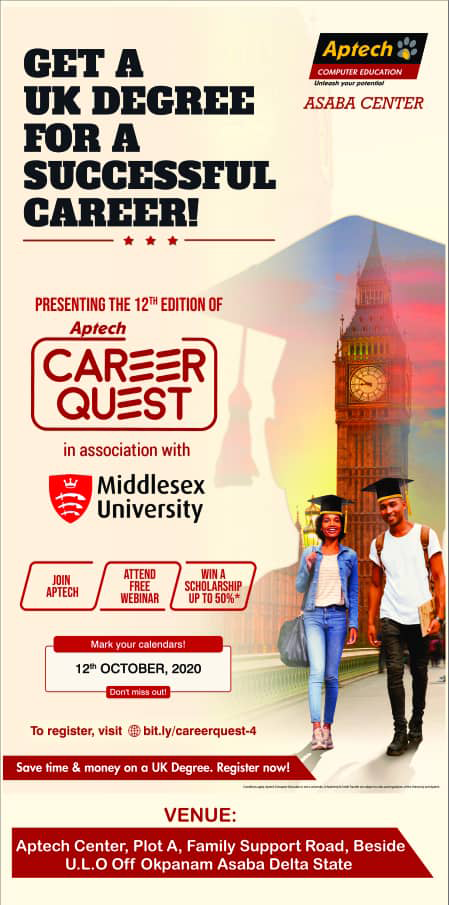 GET A
UK DEGREE
FOR A
SUCCESSFUL
CAREER!
Aptech
COMPUTER EDUCATION
Unleash your potential
ASABA CENTER
PRESENTING THE 12TH EDITION OF
Aptech
CAREER
QUEST
in association with
Middlesex
University
JOIN
APTECH
ATTEND
FREE
WEBINAR
WIN A
SCHOLARSHIP
UP TO 50%*
Mark your calendars!
12th OCTOBER, 2020
Don't miss out!
To register, visit bit.ly/careerquest-4
Save time & money on a UK Degree. Register now!
VENUE:
Aptech Center, Plot A, Family Support Road, Beside
U.L.O Off Okpanam Asaba Delta State